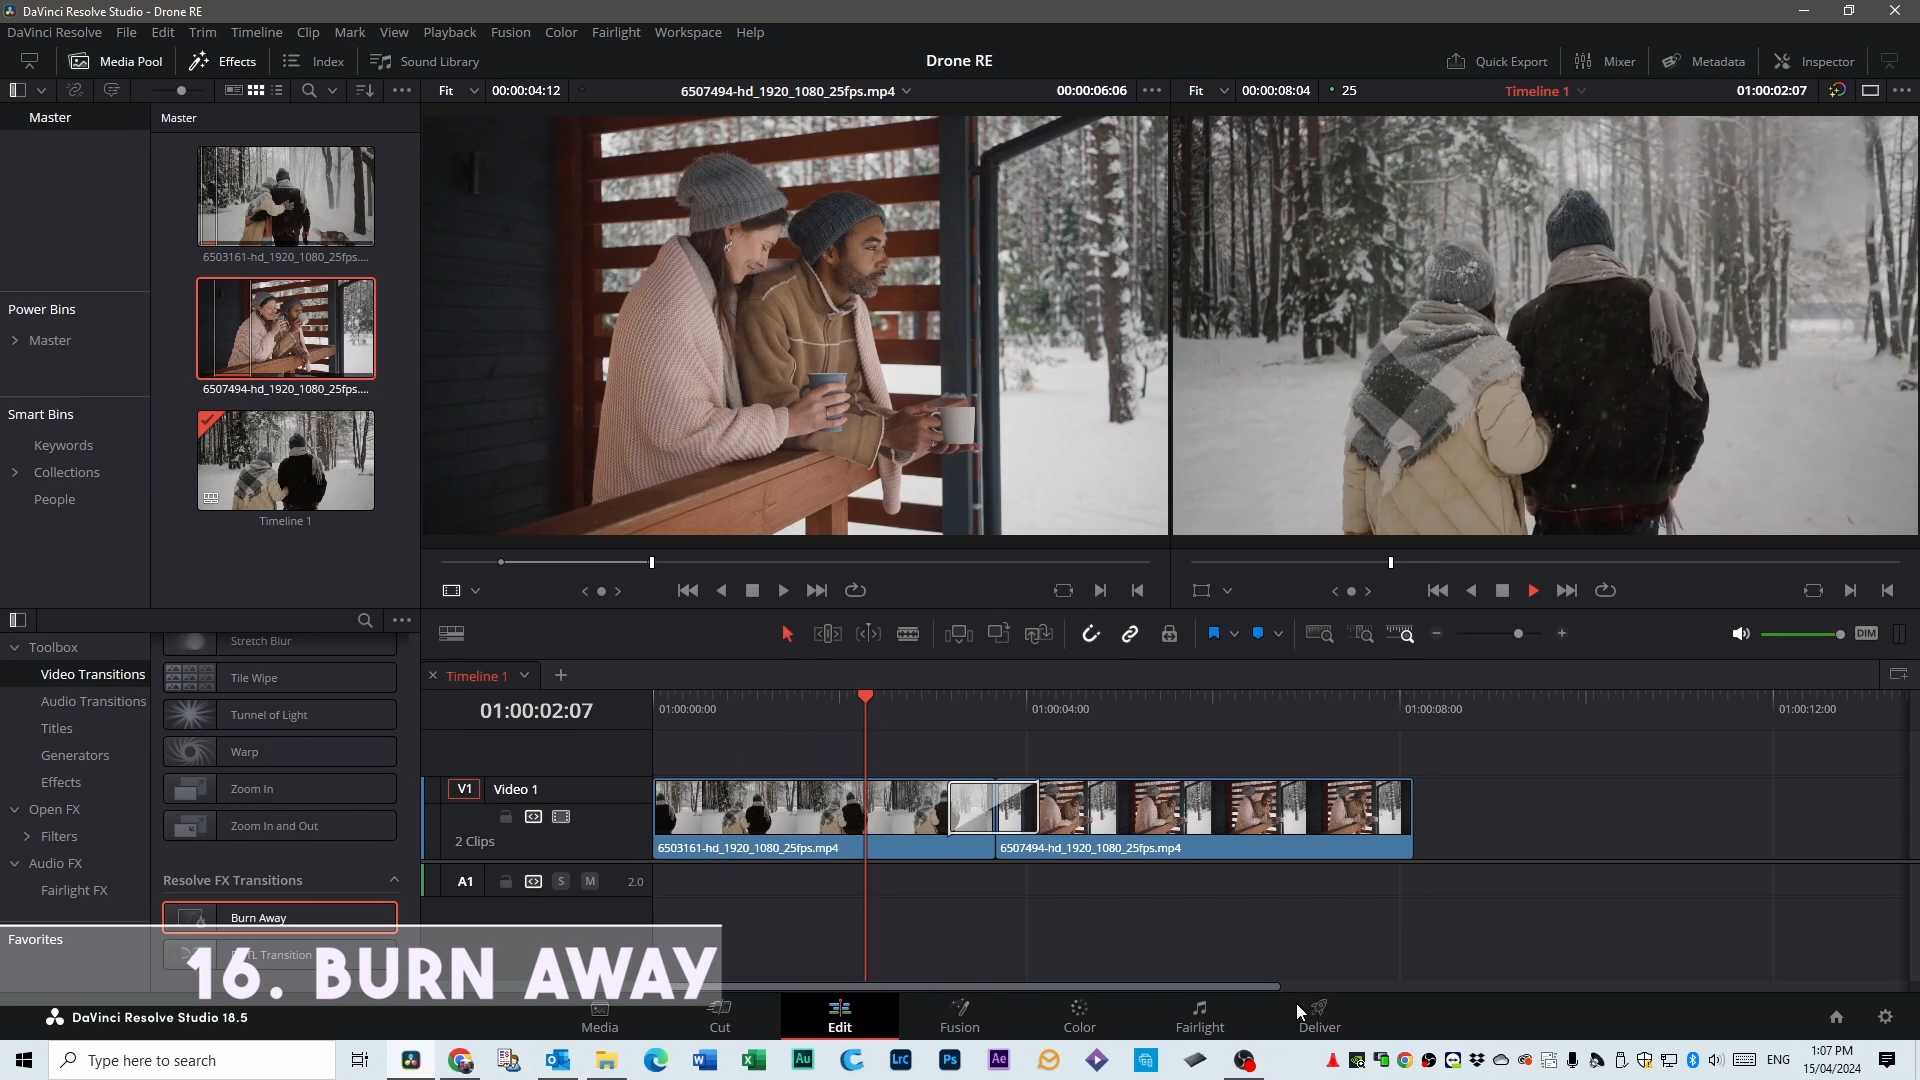 DaVinci Resolve Studio - Drone RE
DaVinci Resolve File Edit Trim Timeline Clip Mark View Playback Fusion Color Fairlight Workspace Help
Media Pool Effects Index Sound Library Drone RE Quick Export Mixer Metadata Inspector
Fit 00:00:04:12 6507494-hd_1920_1080_25fps.mp4 00:00:06:06 Fit 00:00:08:04 25 Timeline 1 01:00:02:07
Master Master
6503161-hd_1920_1080_25fps....
Power Bins
Master
6507494-hd_1920_1080_25fps....
Smart Bins
Keywords
Collections
People
Timeline 1
Toolbox
Video Transitions
Audio Transitions
Titles
Generators
Effects
Open FX
Filters
Audio FX
Fairlight FX
Favorites
Stretch Blur
Tile Wipe
Tunnel of Light
Warp
Zoom In
Zoom In and Out
Resolve FX Transitions
Burn Away
TL Transition
DIM
Timeline 1
01:00:02:07 01:00:00:00 01:00:04:00 01:00:08:00 01:00:12:00
V1 Video 1
2 Clips
6503161-hd_1920_1080_25fps.mp4 6507494-hd_1920_1080_25fps.mp4
A1 S M 2.0
16. BURN AWAY
DaVinci Resolve Studio 18.5
Media Cut Edit Fusion Color Fairlight Deliver
Type here to search
Au Lrc Ps Ae
ENG
1:07 PM
15/04/2024